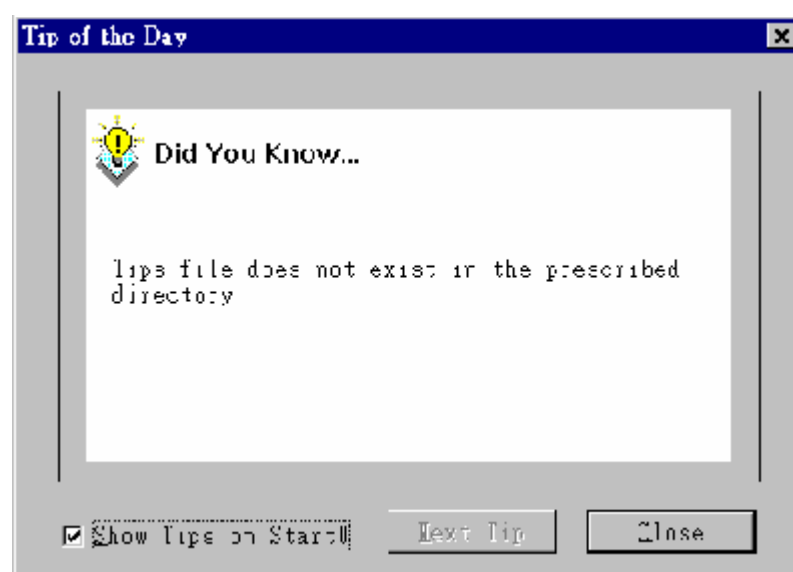 Tip of the Day
Did You Know...
Tips file does not exist in the prescribed
directory
Show Tips on Start
Next Tip
Close